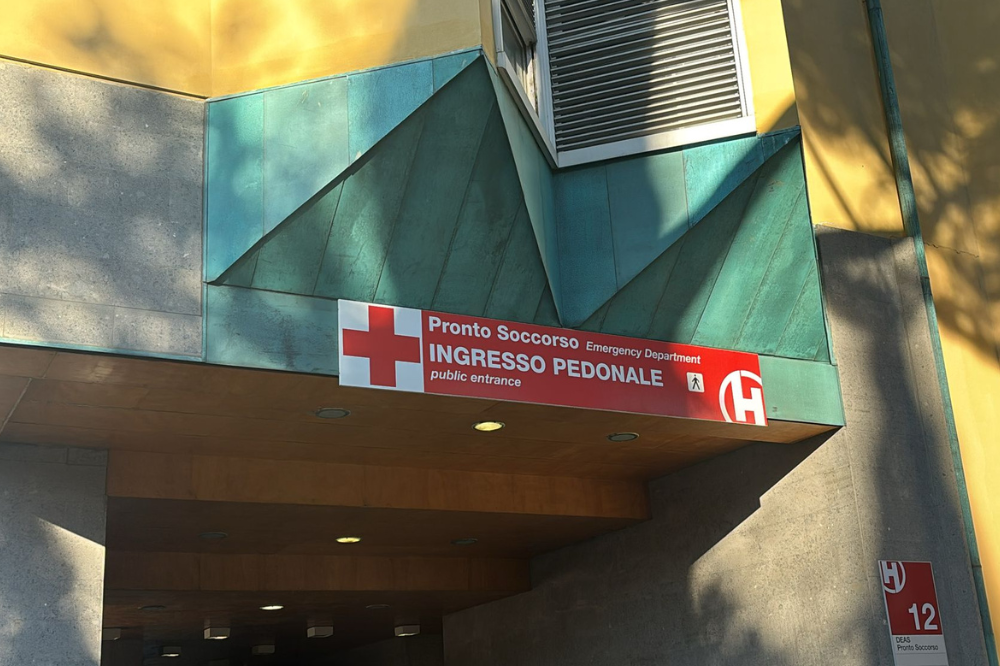 Pronto Soccorso Emergency Department
INGRESSO PEDONALE
public entrance
H
H
12
DEAS
Pronto Soccorso